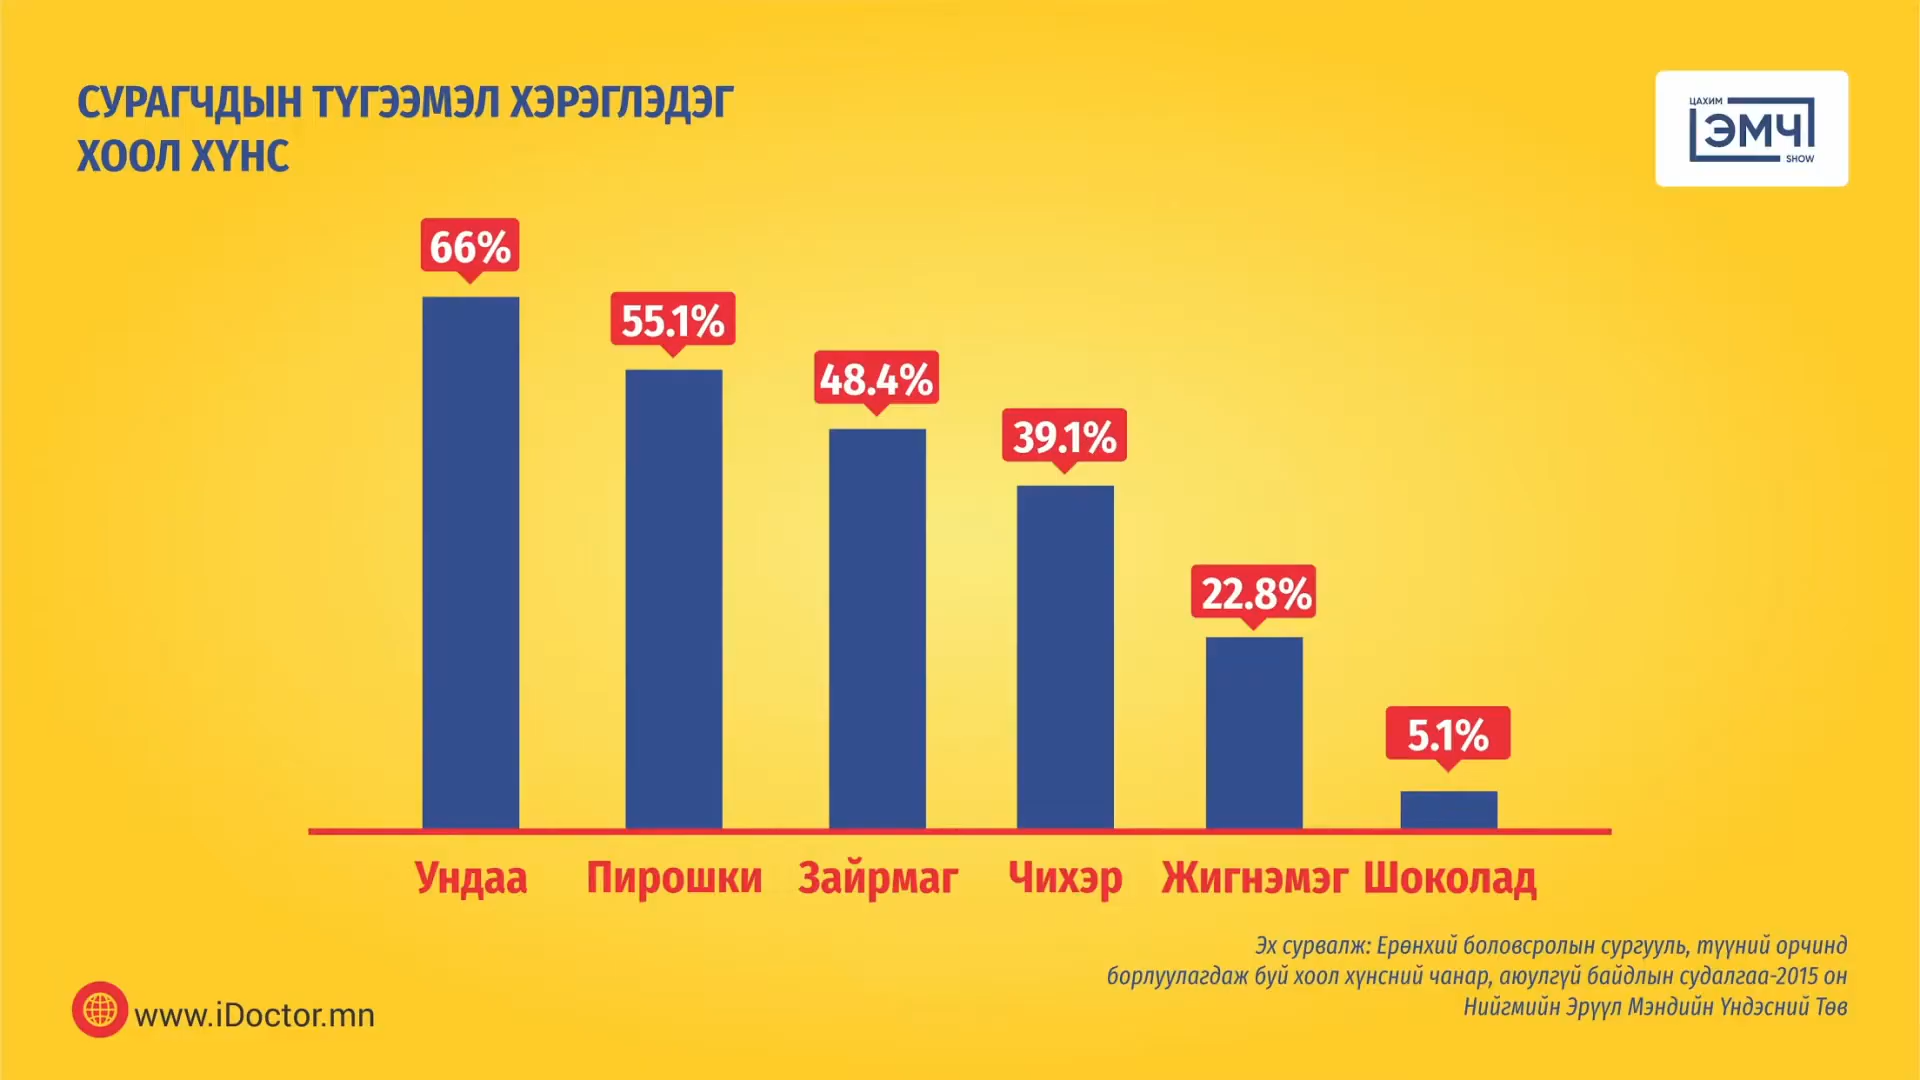 СУРАГЧДЫН ТҮГЭЭМЭЛ ХЭРЭГЛЭДЭГ
ХООЛ ХҮНС
ЦАХИМ
ЭМЧ
SHOW
66%
55.1%
48.4%
39.1%
22.8%
5.1%
Ундаа Пирошки Зайрмаг Чихэр Жигнэмэг Шоколад
Эх сурвалж: Ерөнхий боловсролын сургууль, түүний орчинд
борлуулагдаж буй хоол хүнсний чанар, аюулгүй байдлын судалгаа-2015 он
Нийгмийн Эрүүл Мэндийн Үндэсний Төв
www.iDoctor.mn